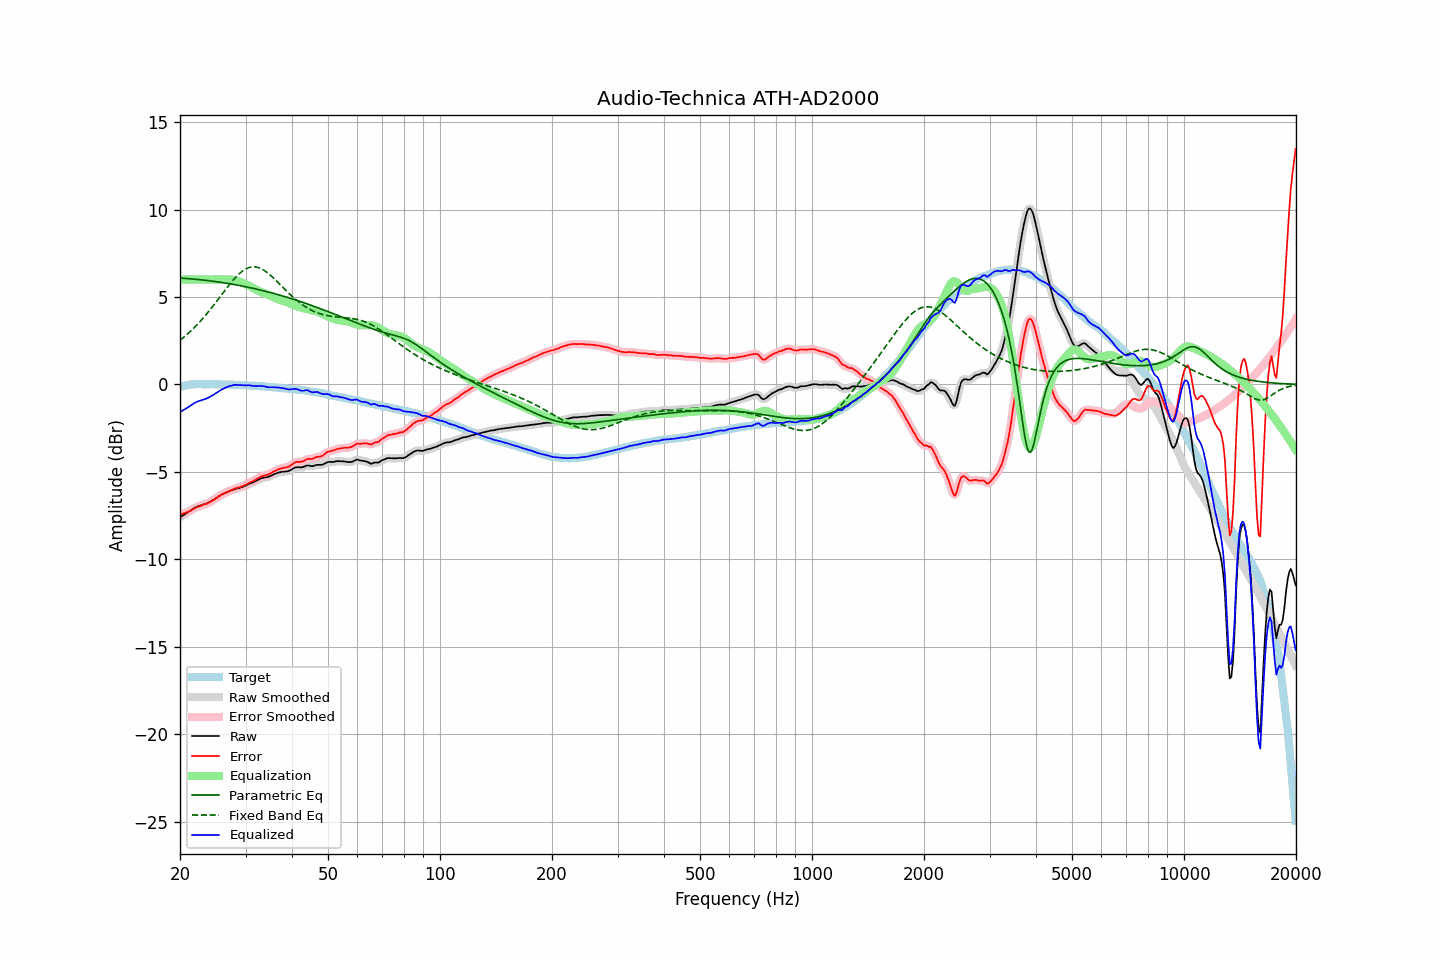 Audio-Technica ATH-AD2000
15
10
5
0
−5
−10
−15
−20
−25
Amplitude (dBr)
Target
Raw Smoothed
Error Smoothed
Raw
Error
Equalization
Parametric Eq
Fixed Band Eq
Equalized
20
50
100
200
500
1000
2000
5000
10000
20000
Frequency (Hz)